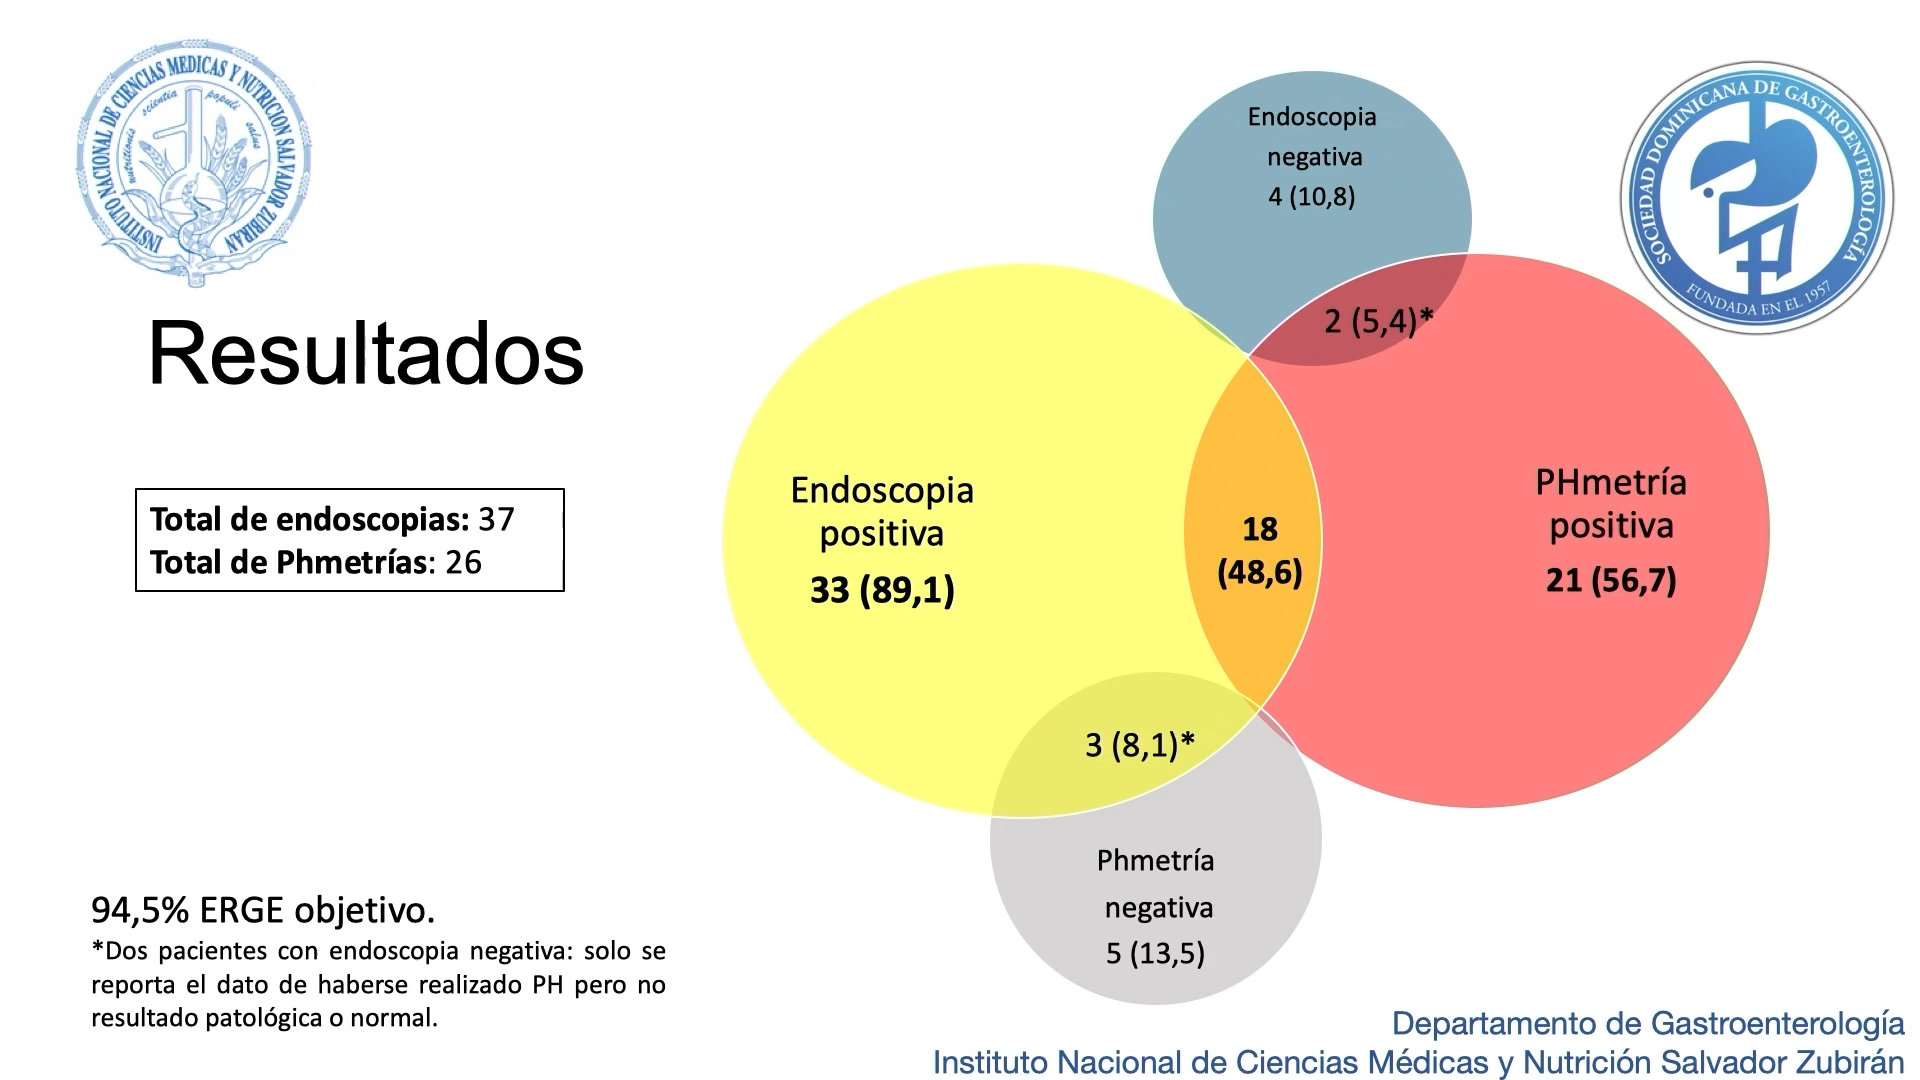 INSTITUTO NACIONAL DE CIENCIAS MEDICAS Y NUTRICION SALVADOR ZUBIRAN
scientia populi salus
nutritionis
SOCIEDAD DOMINICANA DE GASTROENTEROLOGÍA
FUNDADA EN EL 1957
Resultados
Total de endoscopias: 37
Total de Phmetrías: 26
Endoscopia
negativa
4 (10,8)
2 (5,4)*
Endoscopia
positiva
33 (89,1)
18
(48,6)
PHmetría
positiva
21 (56,7)
3 (8,1)*
Phmetría
negativa
5 (13,5)
94,5% ERGE objetivo.
*Dos pacientes con endoscopia negativa: solo se
reporta el dato de haberse realizado PH pero no
resultado patológica o normal.
Departamento de Gastroenterología
Instituto Nacional de Ciencias Médicas y Nutrición Salvador Zubirán